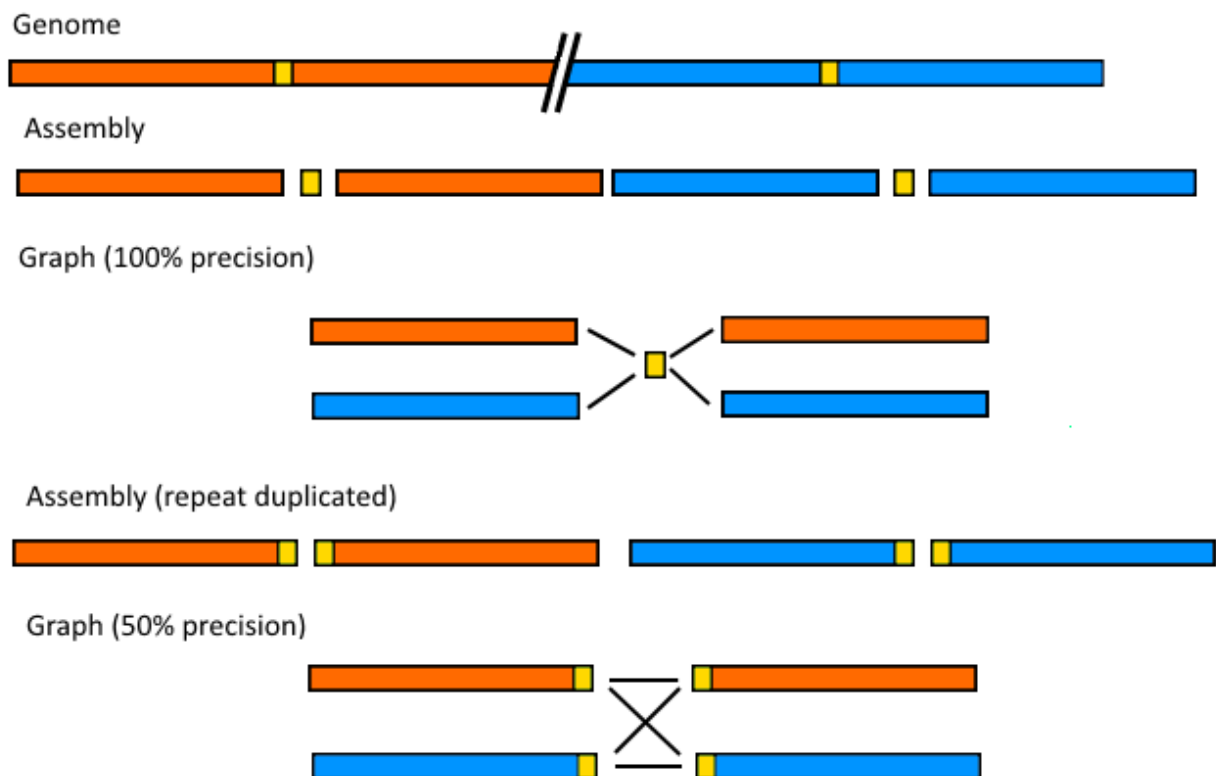 Genome
Assembly
Graph (100% precision)
Assembly (repeat duplicated)
Graph (50% precision)